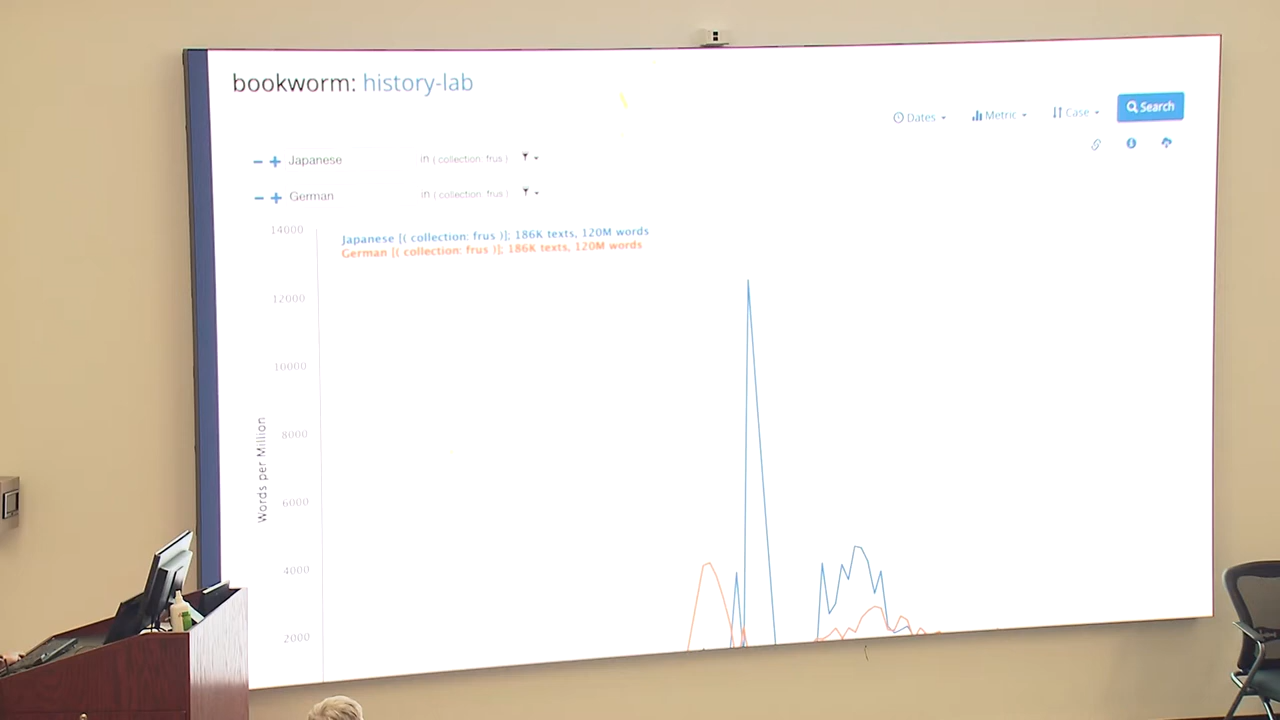 bookworm: history-lab
Dates
Metric
Case
Search
Japanese in ( collection: frus )
German in ( collection: frus )
Japanese [( collection: frus )]; 186K texts, 120M words
German [( collection: frus )]; 186K texts, 120M words
14000
12000
10000
8000
6000
4000
2000
Words per Million